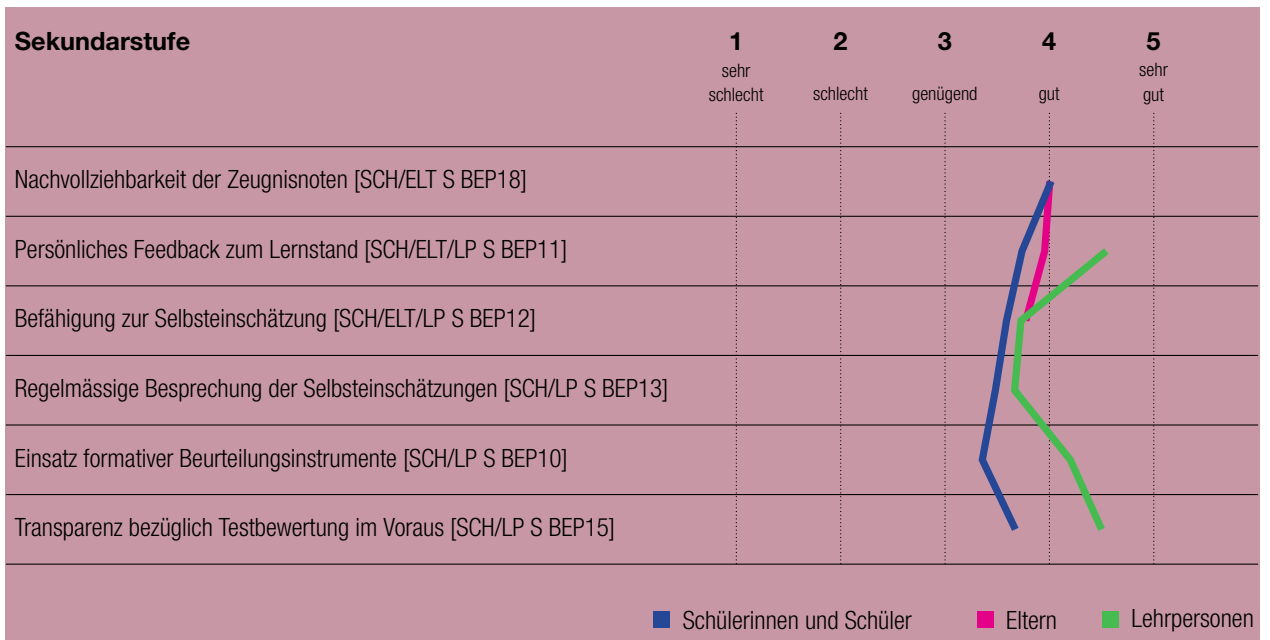 Sekundarstufe 1 2 3 4 5
sehr schlecht schlecht genügend gut sehr gut
Nachvollziehbarkeit der Zeugnisnoten [SCH/ELT S BEP18]
Persönliches Feedback zum Lernstand [SCH/ELT/LP S BEP11]
Befähigung zur Selbsteinschätzung [SCH/ELT/LP S BEP12]
Regelmässige Besprechung der Selbsteinschätzungen [SCH/LP S BEP13]
Einsatz formativer Beurteilungsinstrumente [SCH/LP S BEP10]
Transparenz bezüglich Testbewertung im Voraus [SCH/LP S BEP15]
Schülerinnen und Schüler Eltern Lehrpersonen